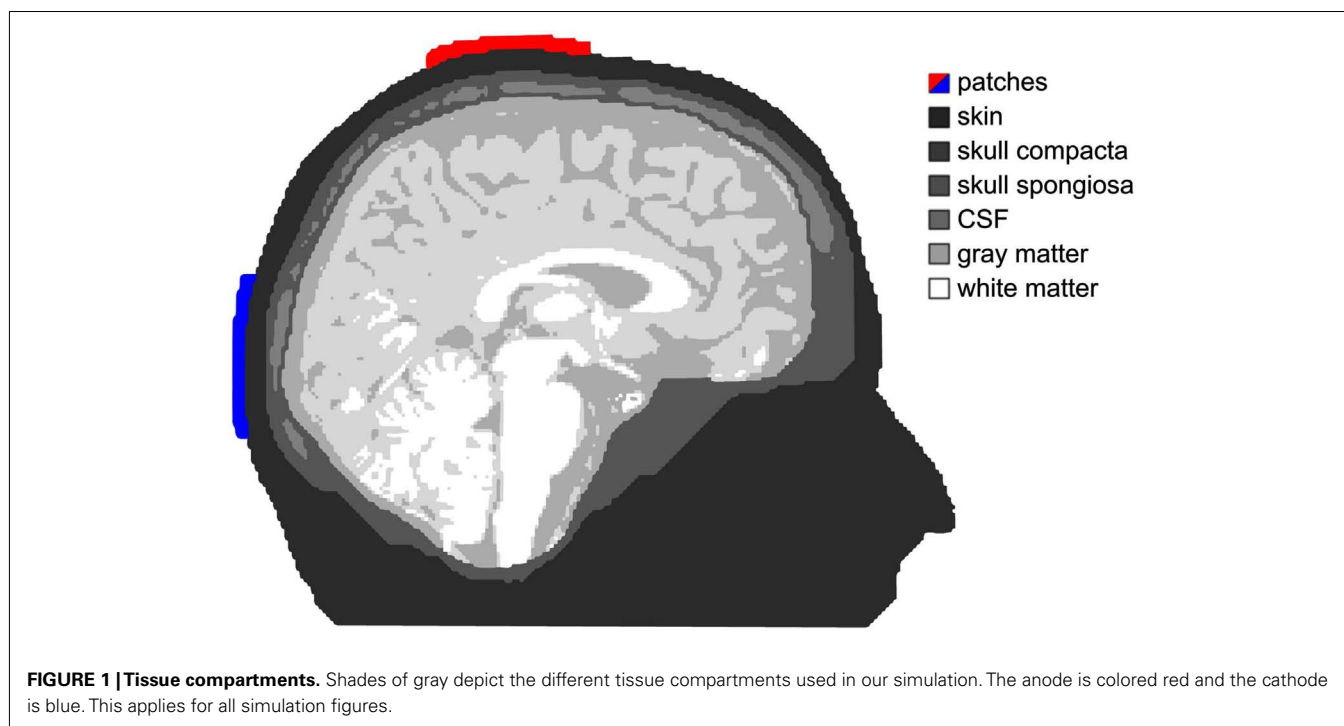 patches
skin
skull compacta
skull spongiosa
CSF
gray matter
white matter
FIGURE 1 | Tissue compartments. Shades of gray depict the different tissue compartments used in our simulation. The anode is colored red and the cathode
is blue. This applies for all simulation figures.